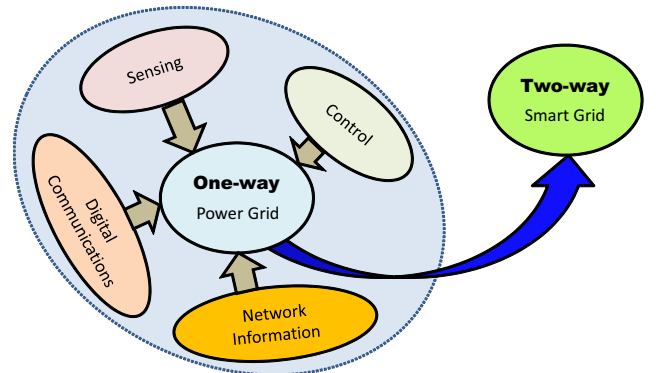 Sensing
Control
Two-way
Smart Grid
One-way
Power Grid
Digital
Communications
Network
Information